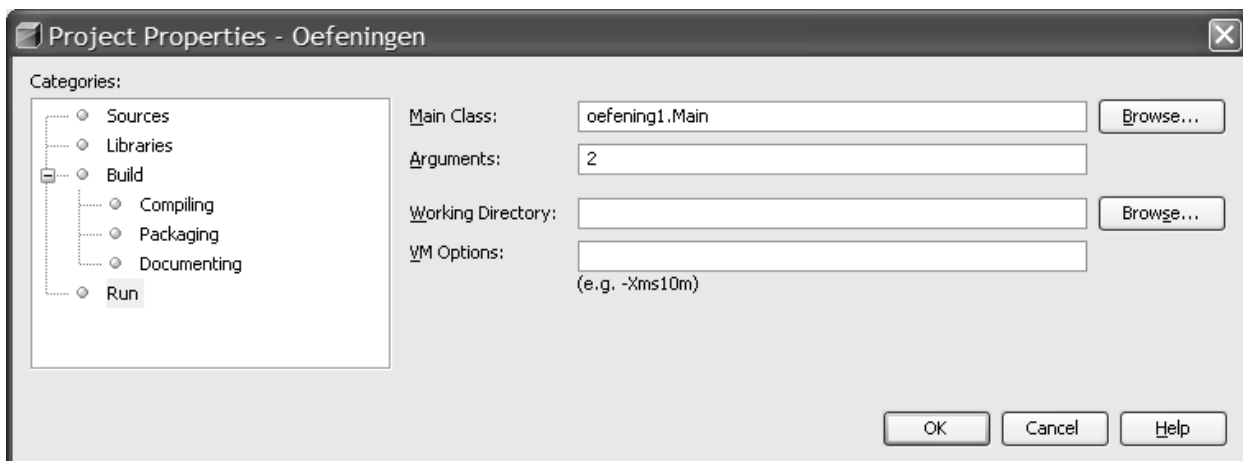 Project Properties - Oefeningen
Categories:
Sources
Libraries
Build
Compiling
Packaging
Documenting
Run
Main Class: oefening1.Main Browse...
Arguments: 2
Working Directory: Browse...
VM Options:
(e.g. -Xms10m)
OK Cancel Help